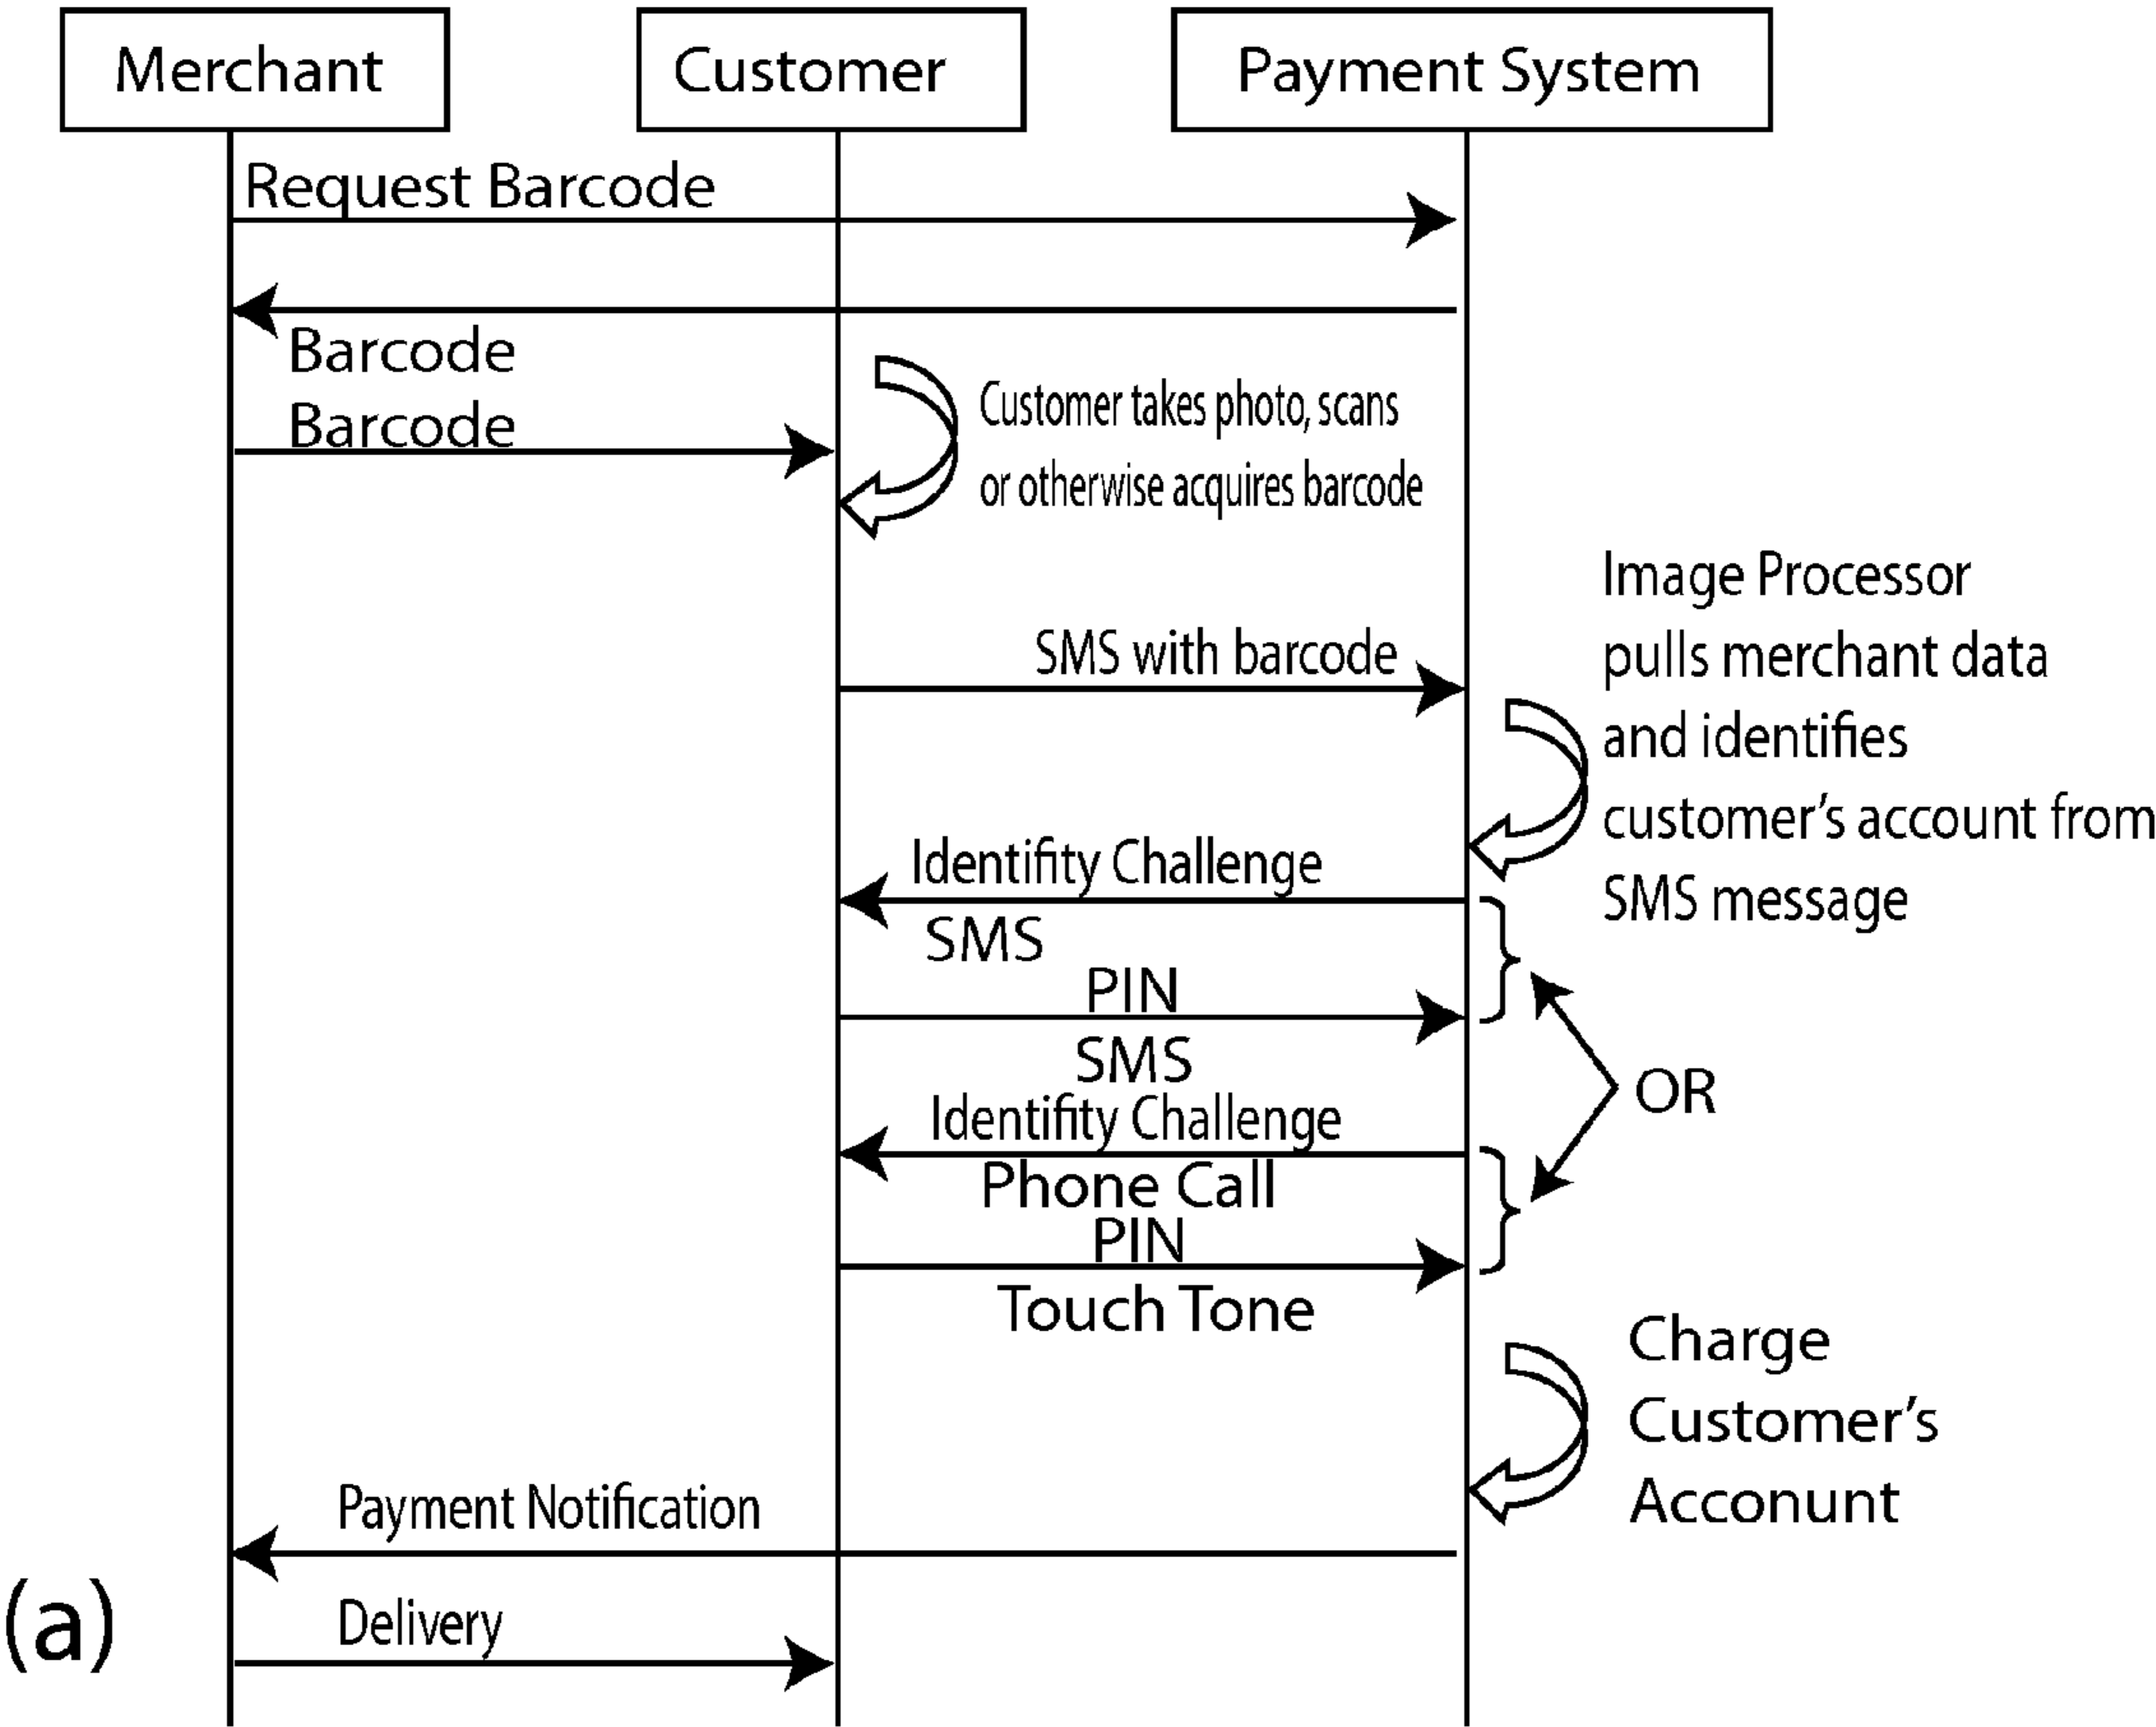 Merchant
Customer
Payment System
Request Barcode
Barcode
Barcode
Customer takes photo, scans
or otherwise acquires barcode
SMS with barcode
Image Processor
pulls merchant data
and identifies
customer's account from
SMS message
Identifity Challenge
SMS
PIN
SMS
OR
Identifity Challenge
Phone Call
PIN
Touch Tone
Charge
Customer's
Acconunt
Payment Notification
Delivery
(a)